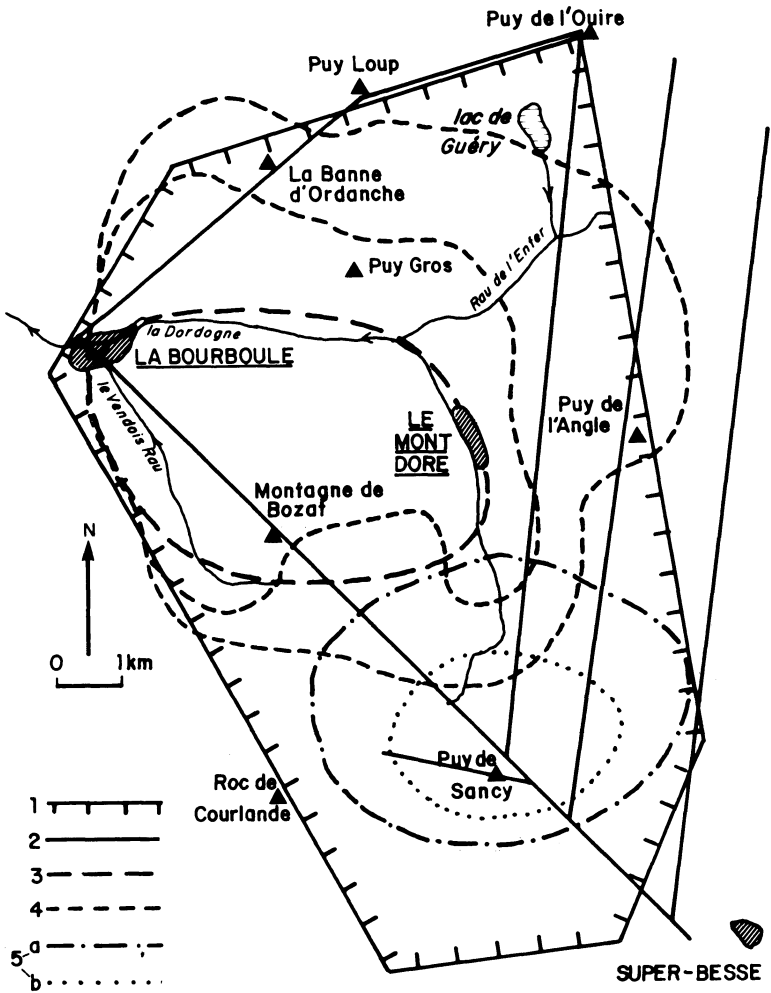 Puy de l'Ouire
Puy Loup
lac de
Guéry
La Banne
d'Ordanche
Puy Gros
Rau de l'Enfer
la Dordogne
LA BOURBOULE
le Vendais Rau
LE
MONT
DORE
Puy de
l'Angle
Montagne de
Bozat
N
0 1km
Puy de
Sancy
Roc de
Courlande
1
2
3
4
a
5
b
SUPER-BESSE